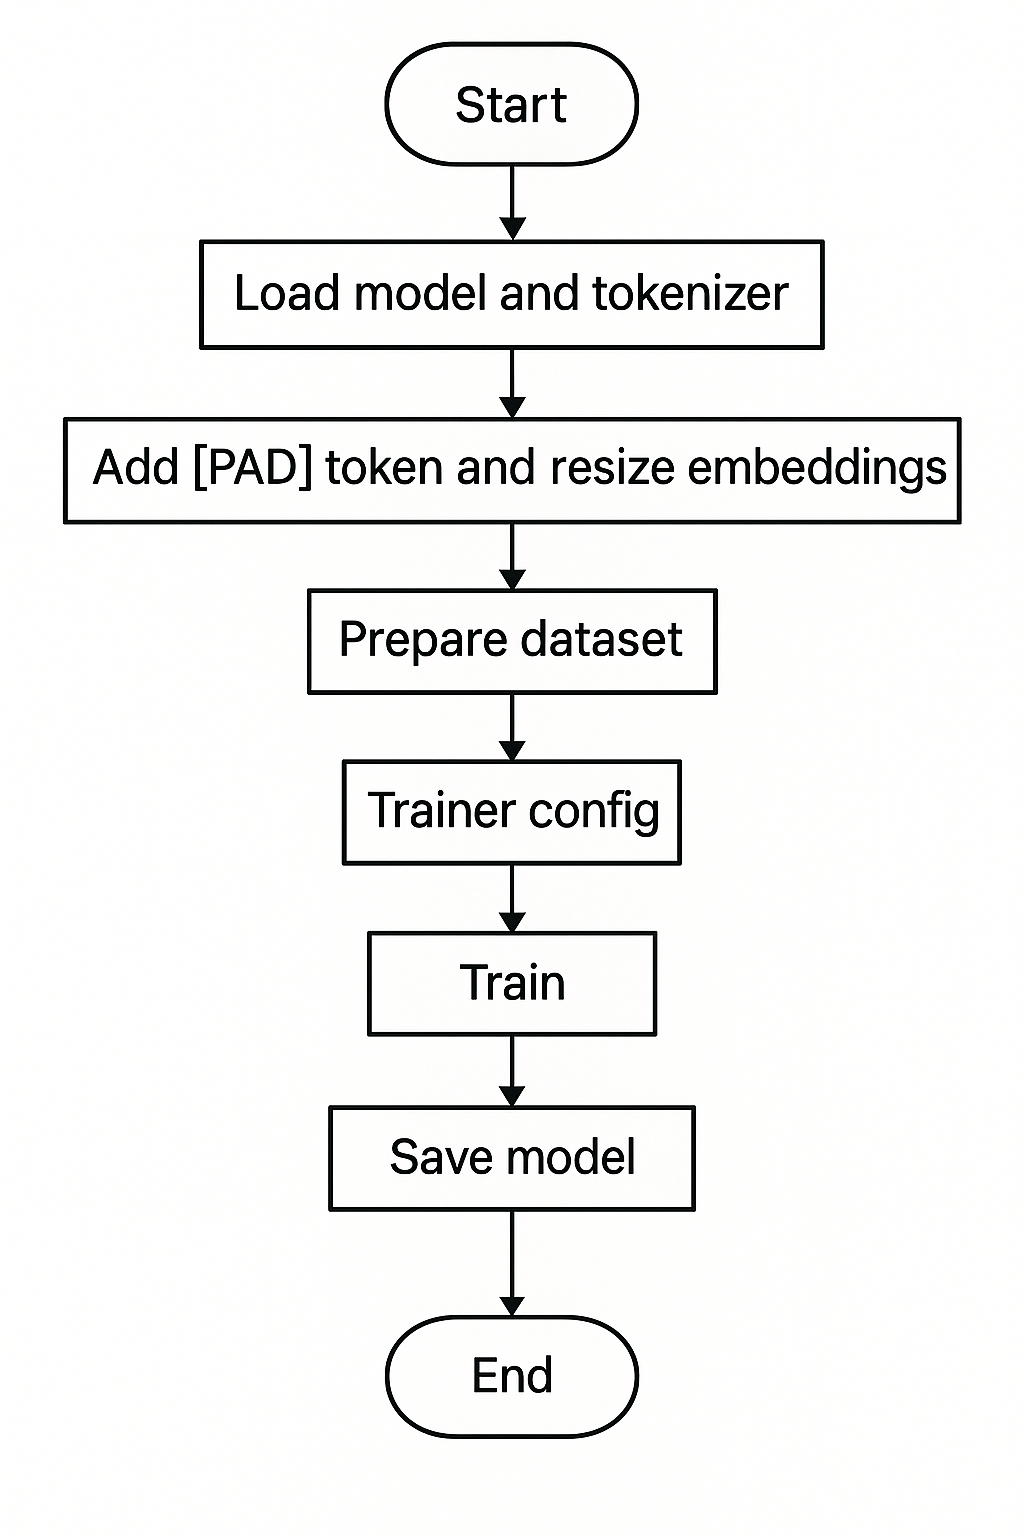 Start
Load model and tokenizer
Add [PAD] token and resize embeddings
Prepare dataset
Trainer config
Train
Save model
End